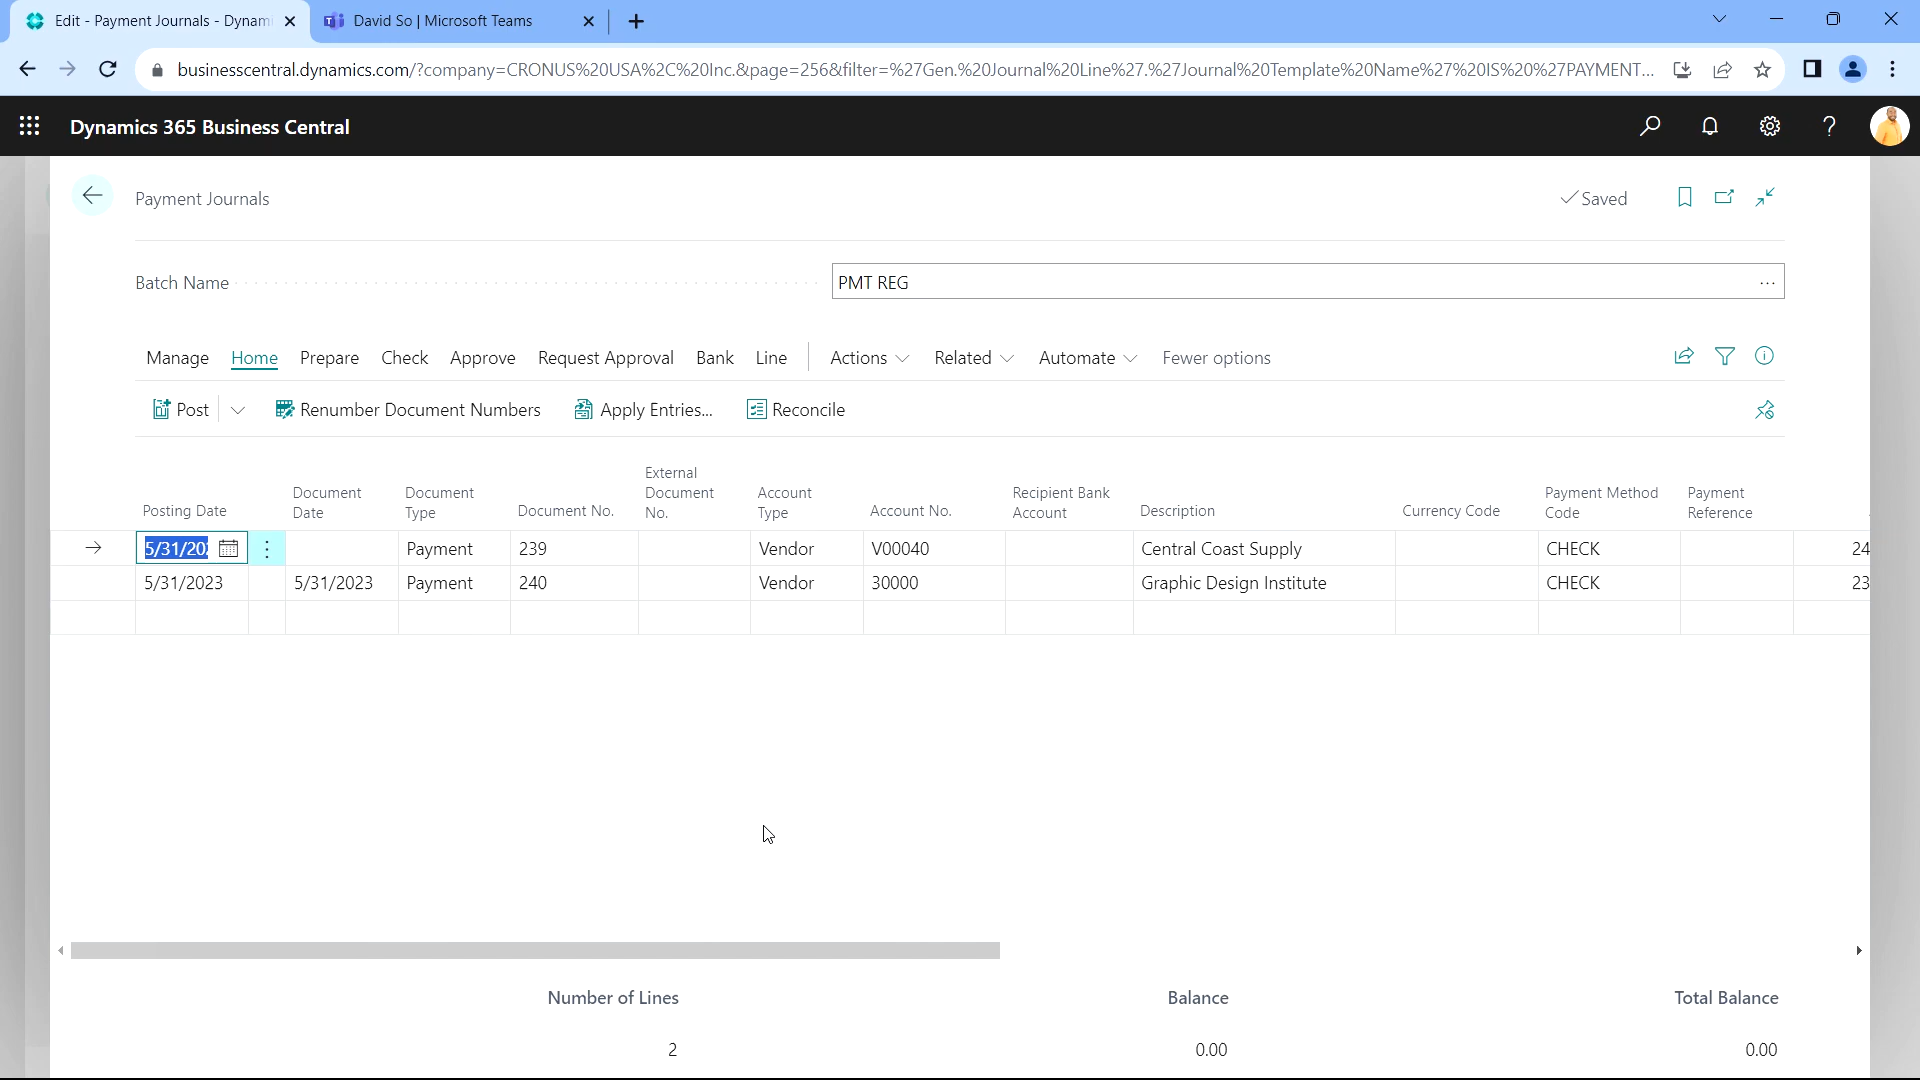 Edit - Payment Journals - Dynami
David So | Microsoft Teams
businesscentral.dynamics.com/?company=CRONUS%20USA%2C%20Inc.&page=256&filter=%27Gen.%20Journal%20Line%27.%27Journal%20Template%20Name%27%20IS%20%27PAYMENT...
Dynamics 365 Business Central
Payment Journals
Saved
Batch Name
PMT REG
Manage Home Prepare Check Approve Request Approval Bank Line Actions Related Automate Fewer options
Post Renumber Document Numbers Apply Entries... Reconcile
Posting Date
Document
Date
Document
Type
Document No.
External
Document
No.
Account
Type
Account No.
Recipient Bank
Account
Description
Currency Code
Payment Method
Code
Payment
Reference
5/31/202 Payment 239 Vendor V00040 Central Coast Supply CHECK 24
5/31/2023 5/31/2023 Payment 240 Vendor 30000 Graphic Design Institute CHECK 23
Number of Lines Balance Total Balance
2 0.00 0.00